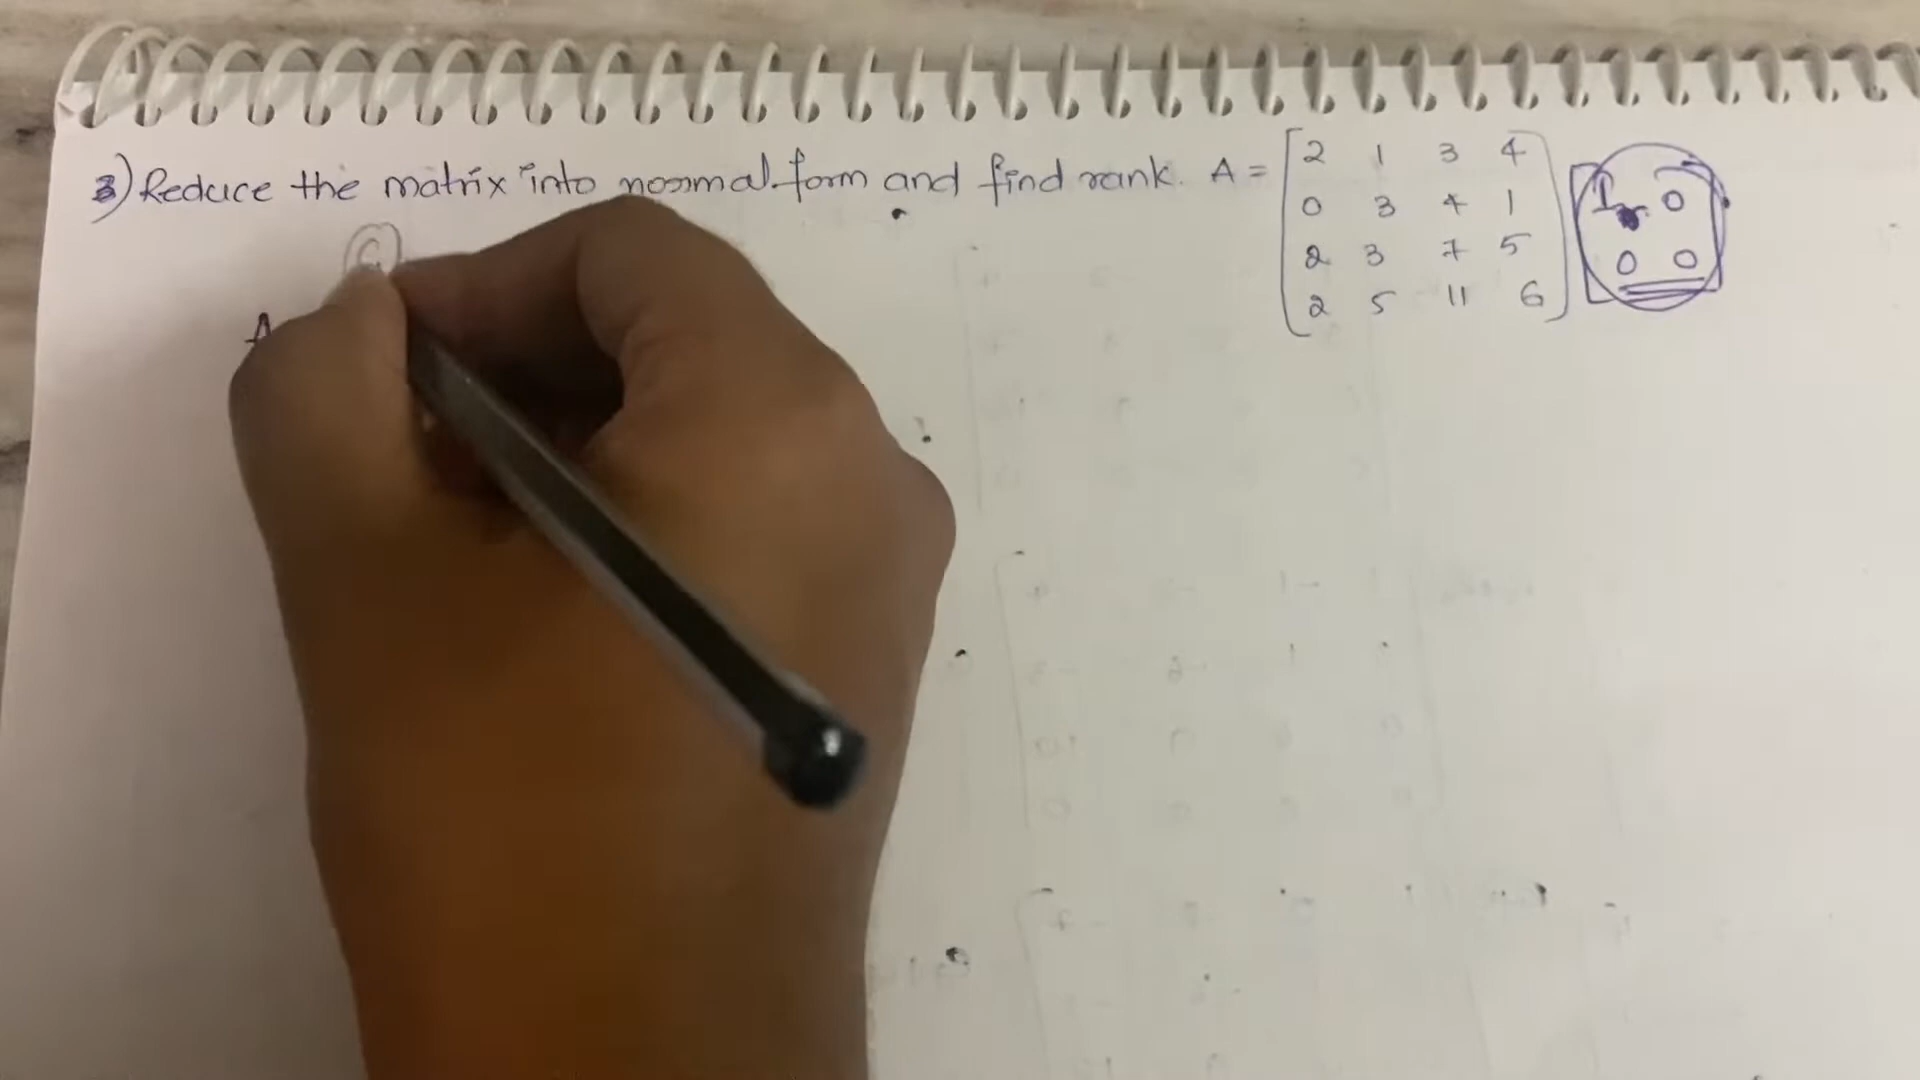 3) Reduce the matrix into normal form and find rank. A = [2 1 3 4
0 3 4 1
2 3 7 5
2 5 11 6]
[Ir 0
0 0]
A